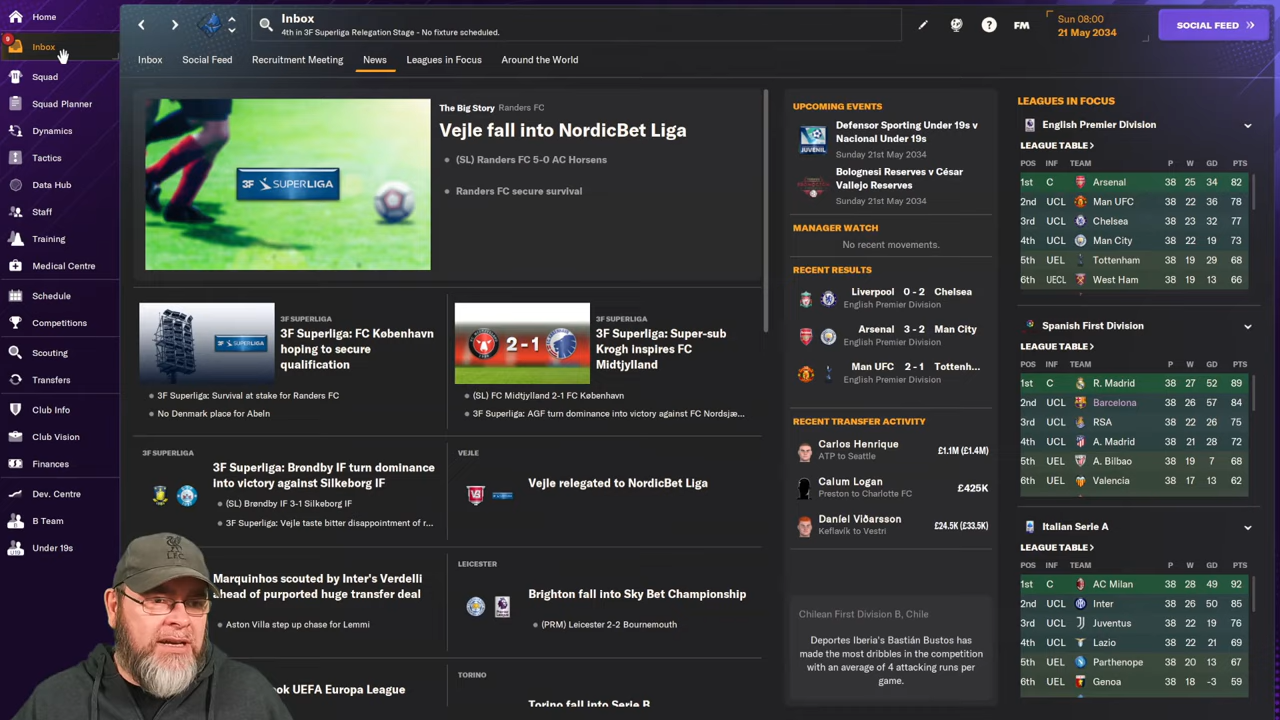 Home
9
Inbox
Squad
Squad Planner
Dynamics
Tactics
Data Hub
Staff
Training
Medical Centre
Schedule
Competitions
Scouting
Transfers
Club Info
Club Vision
Finances
Dev. Centre
B Team
U19
Under 19s
Inbox
4th in 3F Superliga Relegation Stage - No fixture scheduled.
FM
Sun 08:00
21 May 2034
SOCIAL FEED
Inbox Social Feed Recruitment Meeting News Leagues in Focus Around the World
3F SUPERLIGA
The Big Story Randers FC
Vejle fall into NordicBet Liga
(SL) Randers FC 5-0 AC Horsens
Randers FC secure survival
3F SUPERLIGA
3F SUPERLIGA
3F Superliga: FC København
hoping to secure
qualification
3F Superliga: Survival at stake for Randers FC
No Denmark place for Abeln
2-1
3F SUPERLIGA
3F Superliga: Super-sub
Krogh inspires FC
Midtjylland
(SL) FC Midtjylland 2-1 FC København
3F Superliga: AGF turn dominance into victory against FC Nordsjæ...
3F SUPERLIGA
3F Superliga: Brøndby IF turn dominance
into victory against Silkeborg IF
(SL) Brøndby IF 3-1 Silkeborg IF
3F Superliga: Vejle taste bitter disappointment of r...
VEJLE
Vejle relegated to NordicBet Liga
Marquinhos scouted by Inter's Verdelli
ahead of purported huge transfer deal
Aston Villa step up chase for Lemmi
LEICESTER
Brighton fall into Sky Bet Championship
(PRM) Leicester 2-2 Bournemouth
ook UEFA Europa League
TORINO
Torino fall into Serie B
UPCOMING EVENTS
JUVENIL
Defensor Sporting Under 19s v
Nacional Under 19s
Sunday 21st May 2034
Bolognesi Reserves v César
Vallejo Reserves
Sunday 21st May 2034
MANAGER WATCH
No recent movements.
RECENT RESULTS
Liverpool 0 - 2 Chelsea
English Premier Division
Arsenal 3 - 2 Man City
English Premier Division
Man UFC 2 - 1 Tottenh...
English Premier Division
RECENT TRANSFER ACTIVITY
Carlos Henrique
ATP to Seattle
£1.1M (£1.4M)
Calum Logan
Preston to Charlotte FC
£425K
Daníel Viðarsson
Keflavík to Vestri
£24.5K (£33.5K)
Chilean First Division B, Chile
Deportes Iberia's Bastián Bustos has
made the most dribbles in the competition
with an average of 4 attacking runs per
game.
LEAGUES IN FOCUS
English Premier Division
LEAGUE TABLE
POS INF TEAM P W GD PTS
1st C Arsenal 38 25 34 82
2nd UCL Man UFC 38 22 36 78
3rd UCL Chelsea 38 23 32 77
4th UCL Man City 38 22 19 73
5th UEL Tottenham 38 19 29 68
6th UECL West Ham 38 19 13 66
Spanish First Division
LEAGUE TABLE
POS INF TEAM P W GD PTS
1st C R. Madrid 38 27 52 89
2nd UCL Barcelona 38 26 57 84
3rd UCL RSA 38 22 26 75
4th UCL A. Madrid 38 21 28 72
5th UEL A. Bilbao 38 19 7 68
6th UEL Valencia 38 17 13 62
Italian Serie A
LEAGUE TABLE
POS INF TEAM P W GD PTS
1st C AC Milan 38 28 49 92
2nd UCL Inter 38 26 50 85
3rd UCL Juventus 38 22 19 76
4th UCL Lazio 38 22 21 69
5th UEL Parthenope 38 20 13 67
6th UEL Genoa 38 18 -3 59